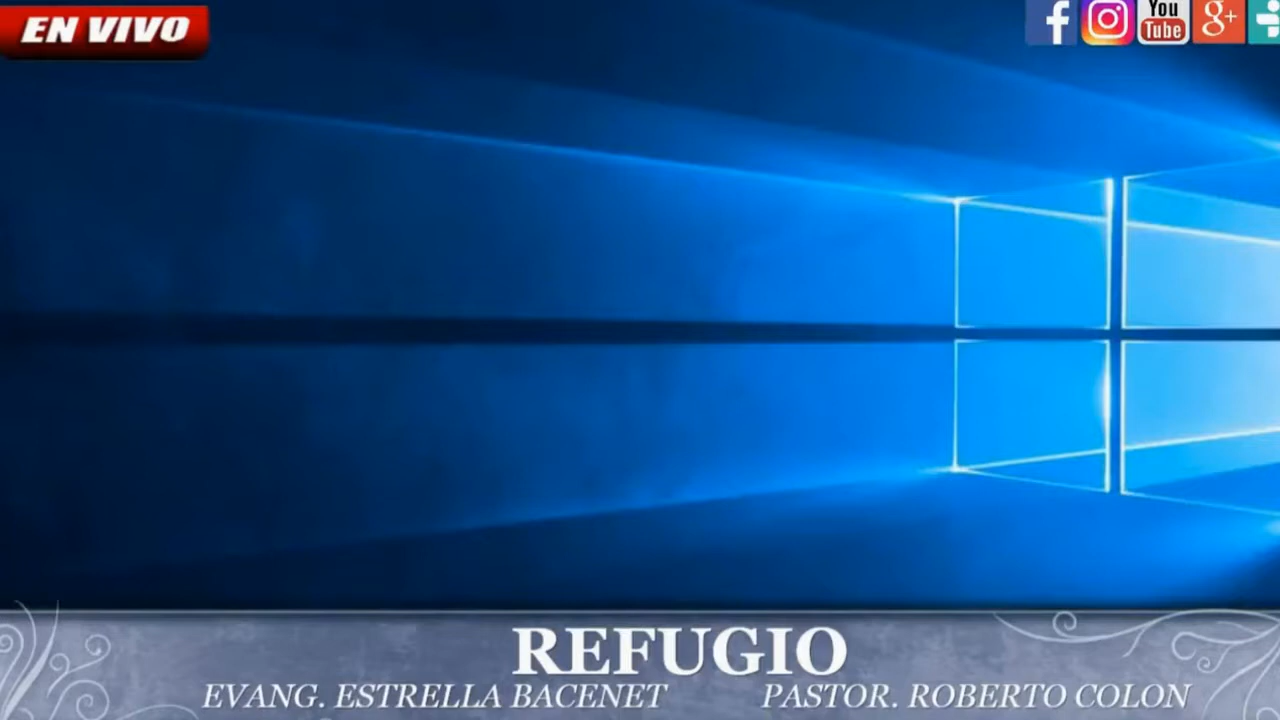 EN VIVO
You
Tube
g+
REFUGIO
EVANG. ESTRELLA BACENET PASTOR. ROBERTO COLON